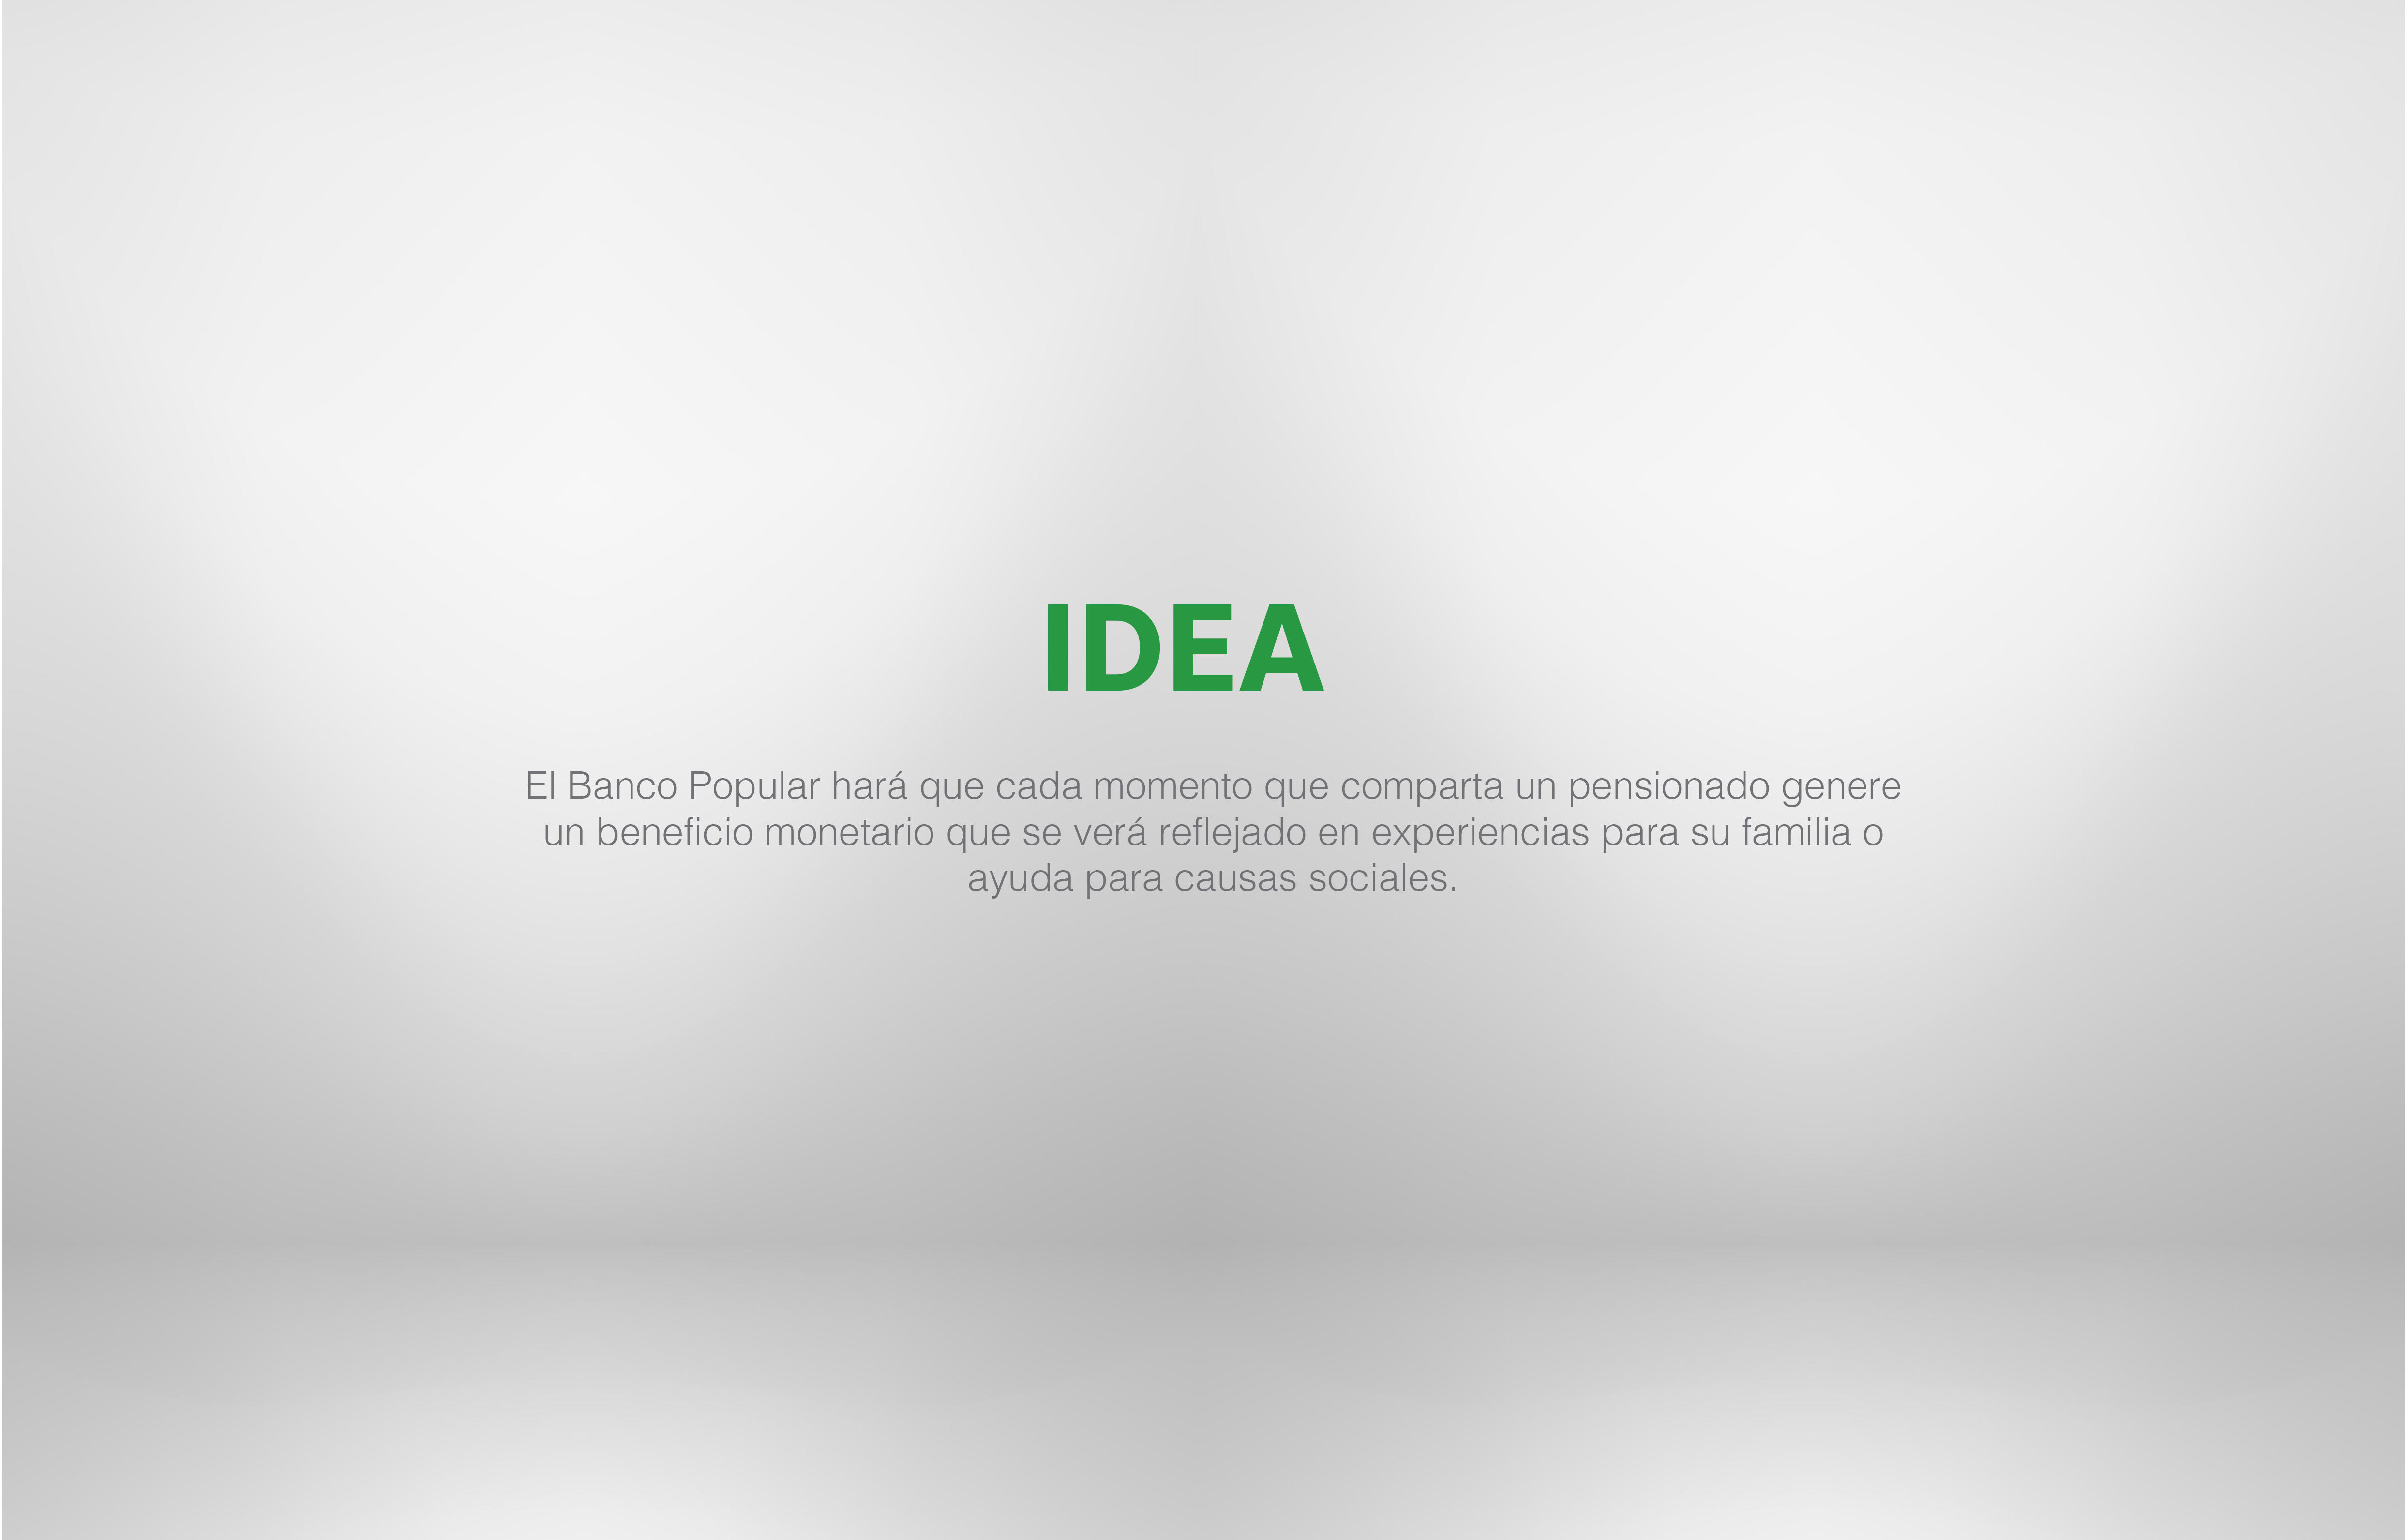 IDEA
El Banco Popular hará que cada momento que comparta un pensionado genere
un beneficio monetario que se verá reflejado en experiencias para su familia o
ayuda para causas sociales.